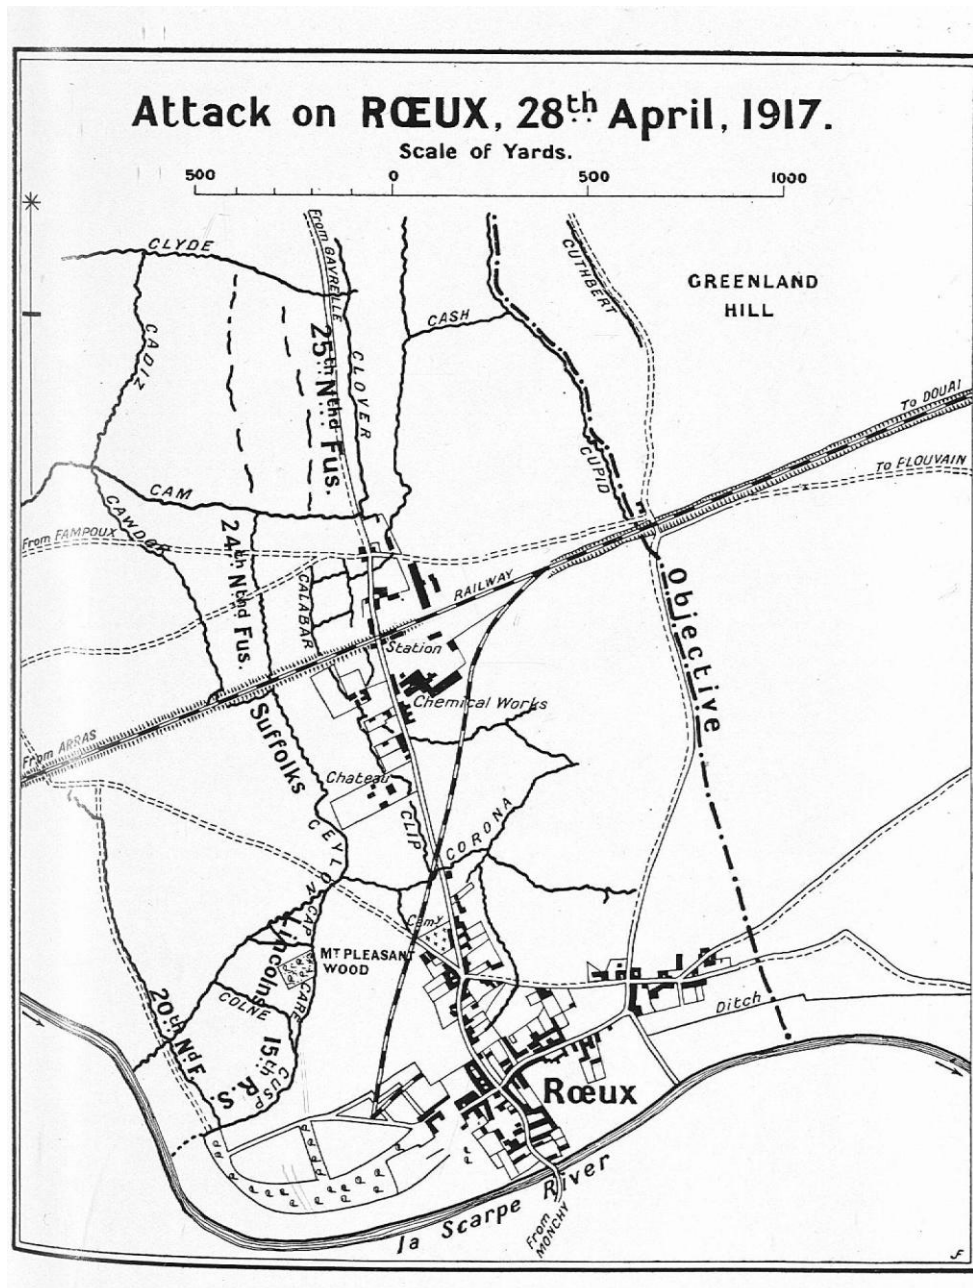 Attack on RŒUX, 28th April, 1917.
Scale of Yards.
500 0 500 1000
From GAVRELLE
CLYDE
CUTHBERT
GREENLAND
HILL
CADIZ
CASH
25th Nthd Fus.
CLOVER
To DOUAI
CUPID
To PLOUVAIN
CAM
CAWDOR
From FAMPOUX
24th Nthd Fus.
CALABAR
RAILWAY
Objective
Station
Chemical Works
From ARRAS
Suffolks
Chateau
CLIP
CEYLON
CORONA
CAP
Lincolns
Cemy
MT PLEASANT
WOOD
CARE
COLNE
20th N.F.
15th R.S.
CUSP
Ditch
Rœux
la Scarpe River
From
MONCHY
JF